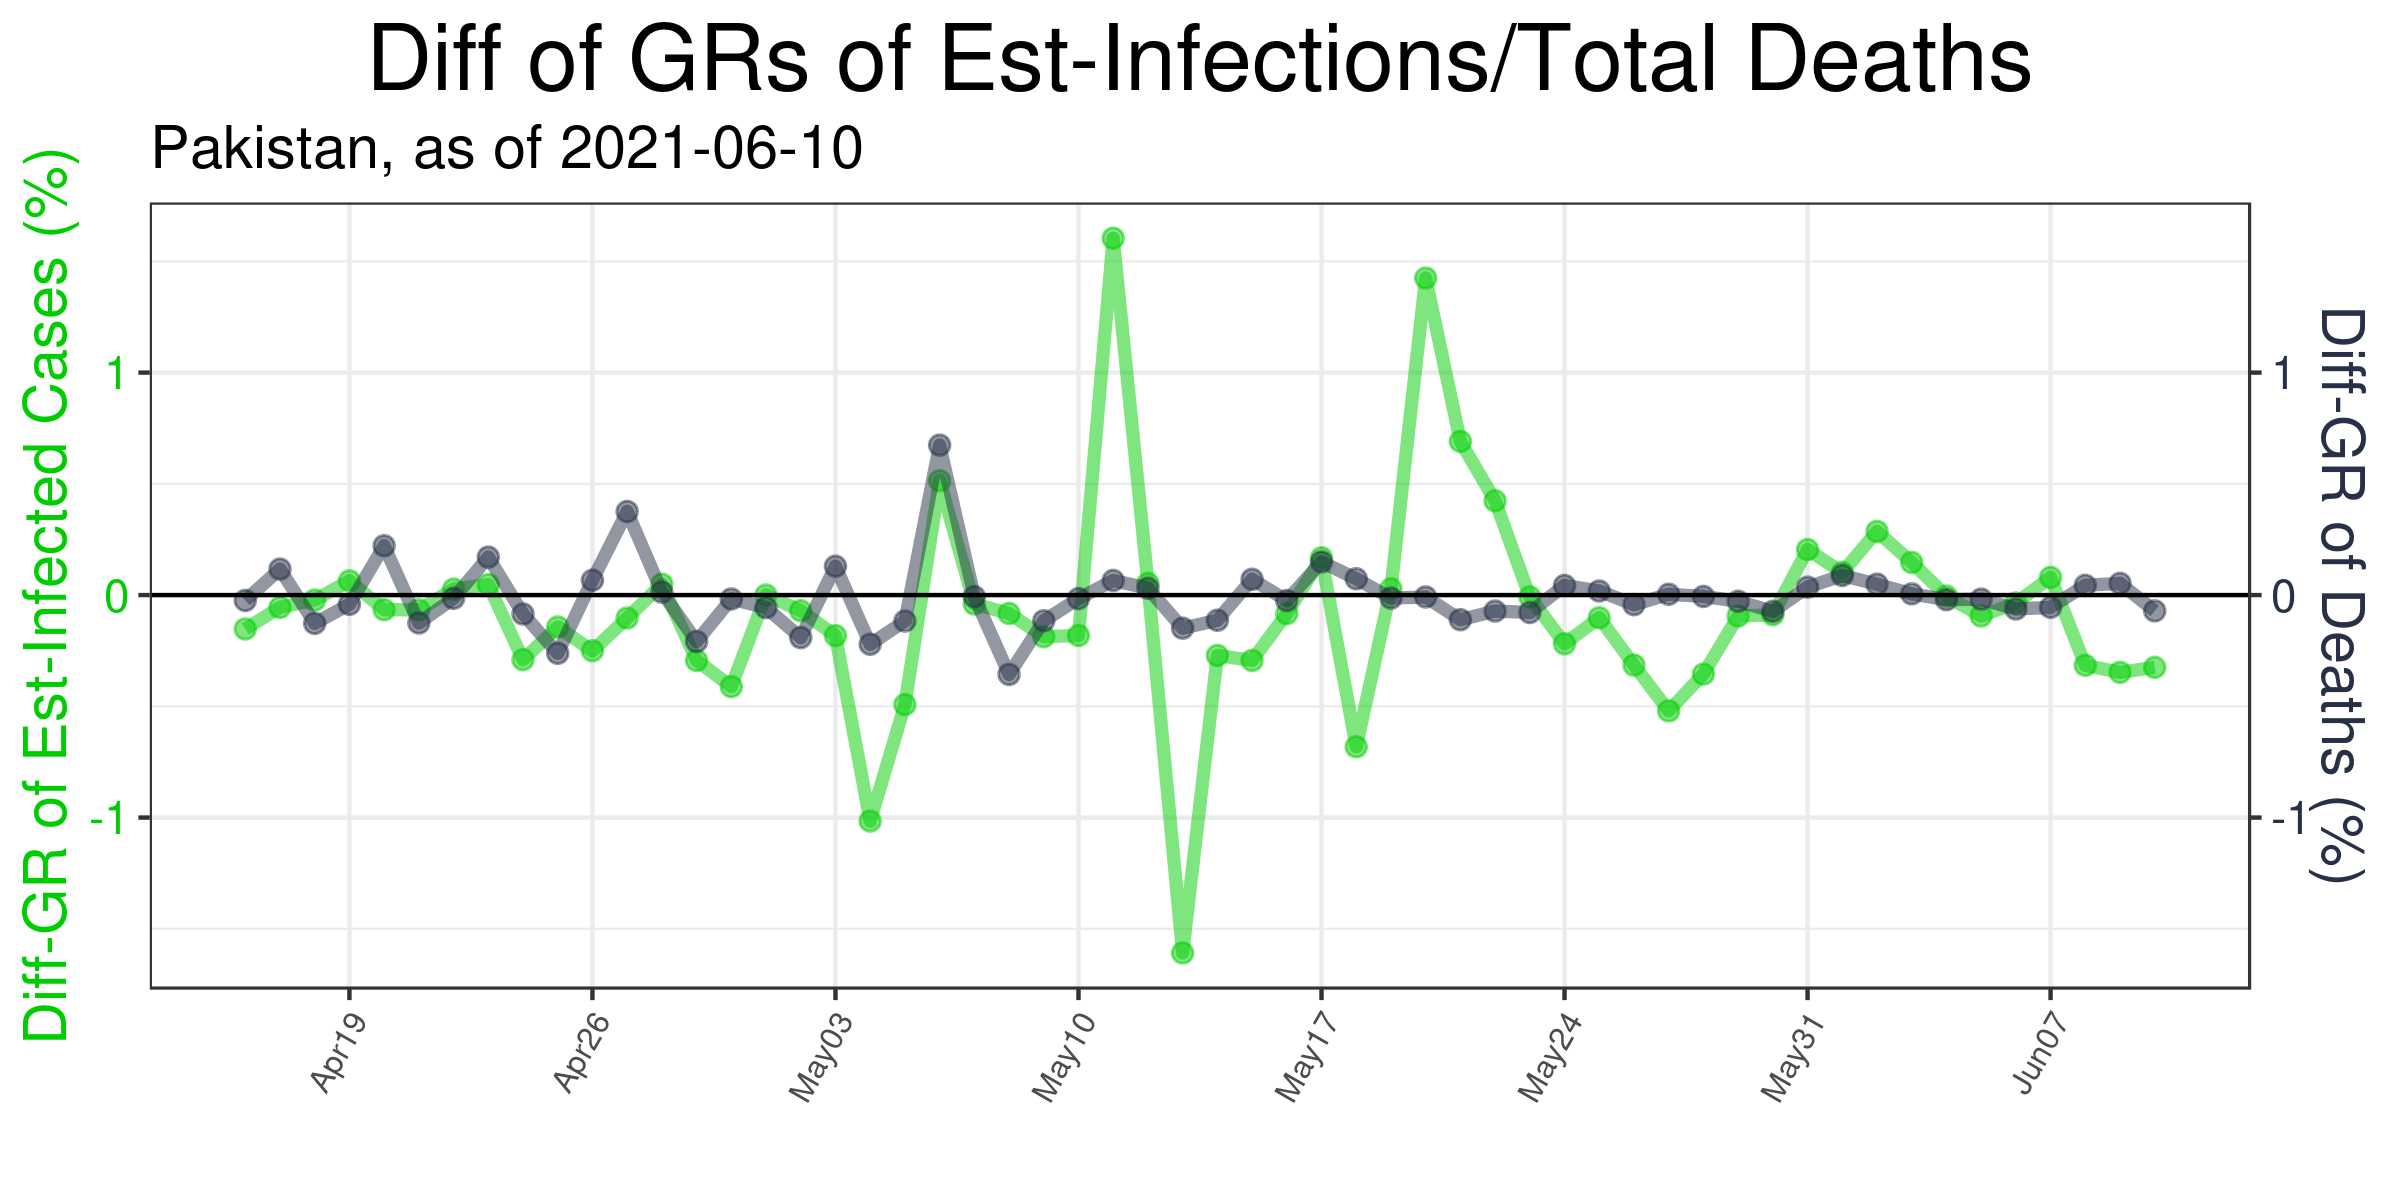 Diff of GRs of Est-Infections/Total Deaths
Pakistan, as of 2021-06-10
Diff-GR of Est-Infected Cases (%)
1
0
-1
1
0
-1
Diff-GR of Deaths (%)
Apr19
Apr26
May03
May10
May17
May24
May31
Jun07